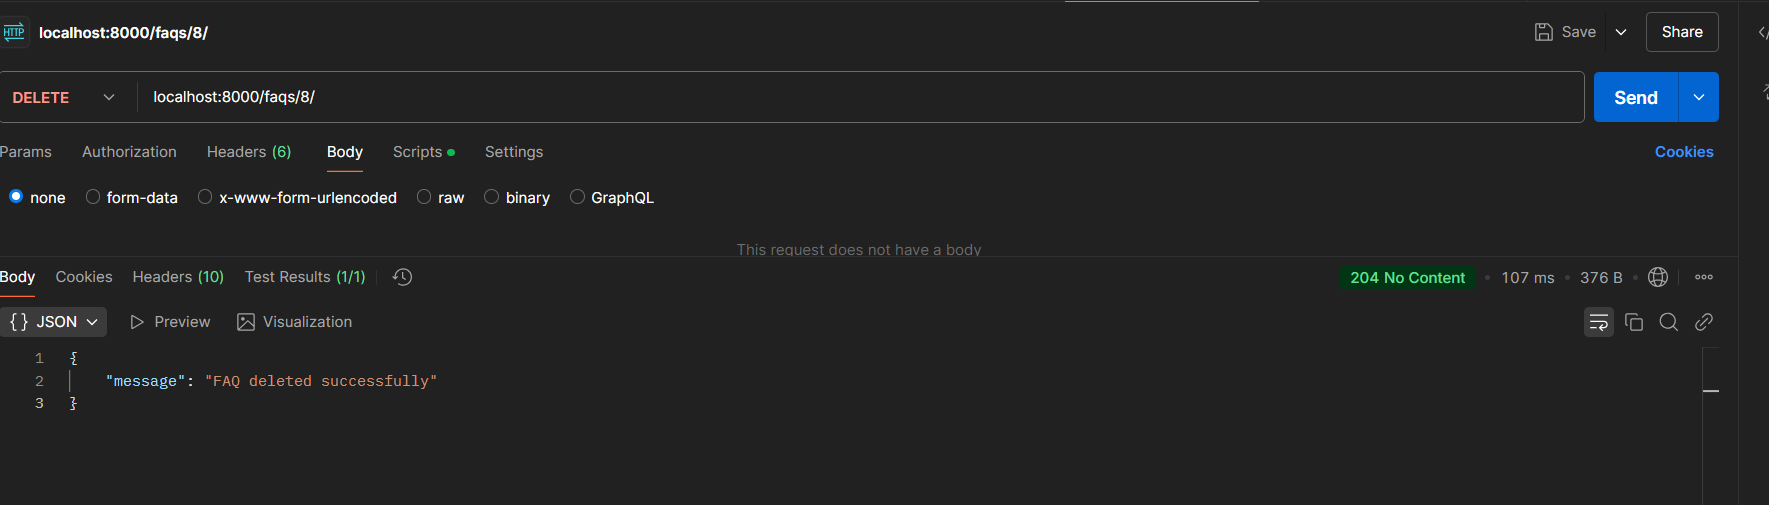 HTTP localhost:8000/faqs/8/ Save Share
DELETE localhost:8000/faqs/8/ Send
Params Authorization Headers (6) Body Scripts Settings Cookies
none form-data x-www-form-urlencoded raw binary GraphQL
This request does not have a body
Body Cookies Headers (10) Test Results (1/1) 204 No Content • 107 ms • 376 B •
{} JSON Preview Visualization
1 {
2 "message": "FAQ deleted successfully"
3 }